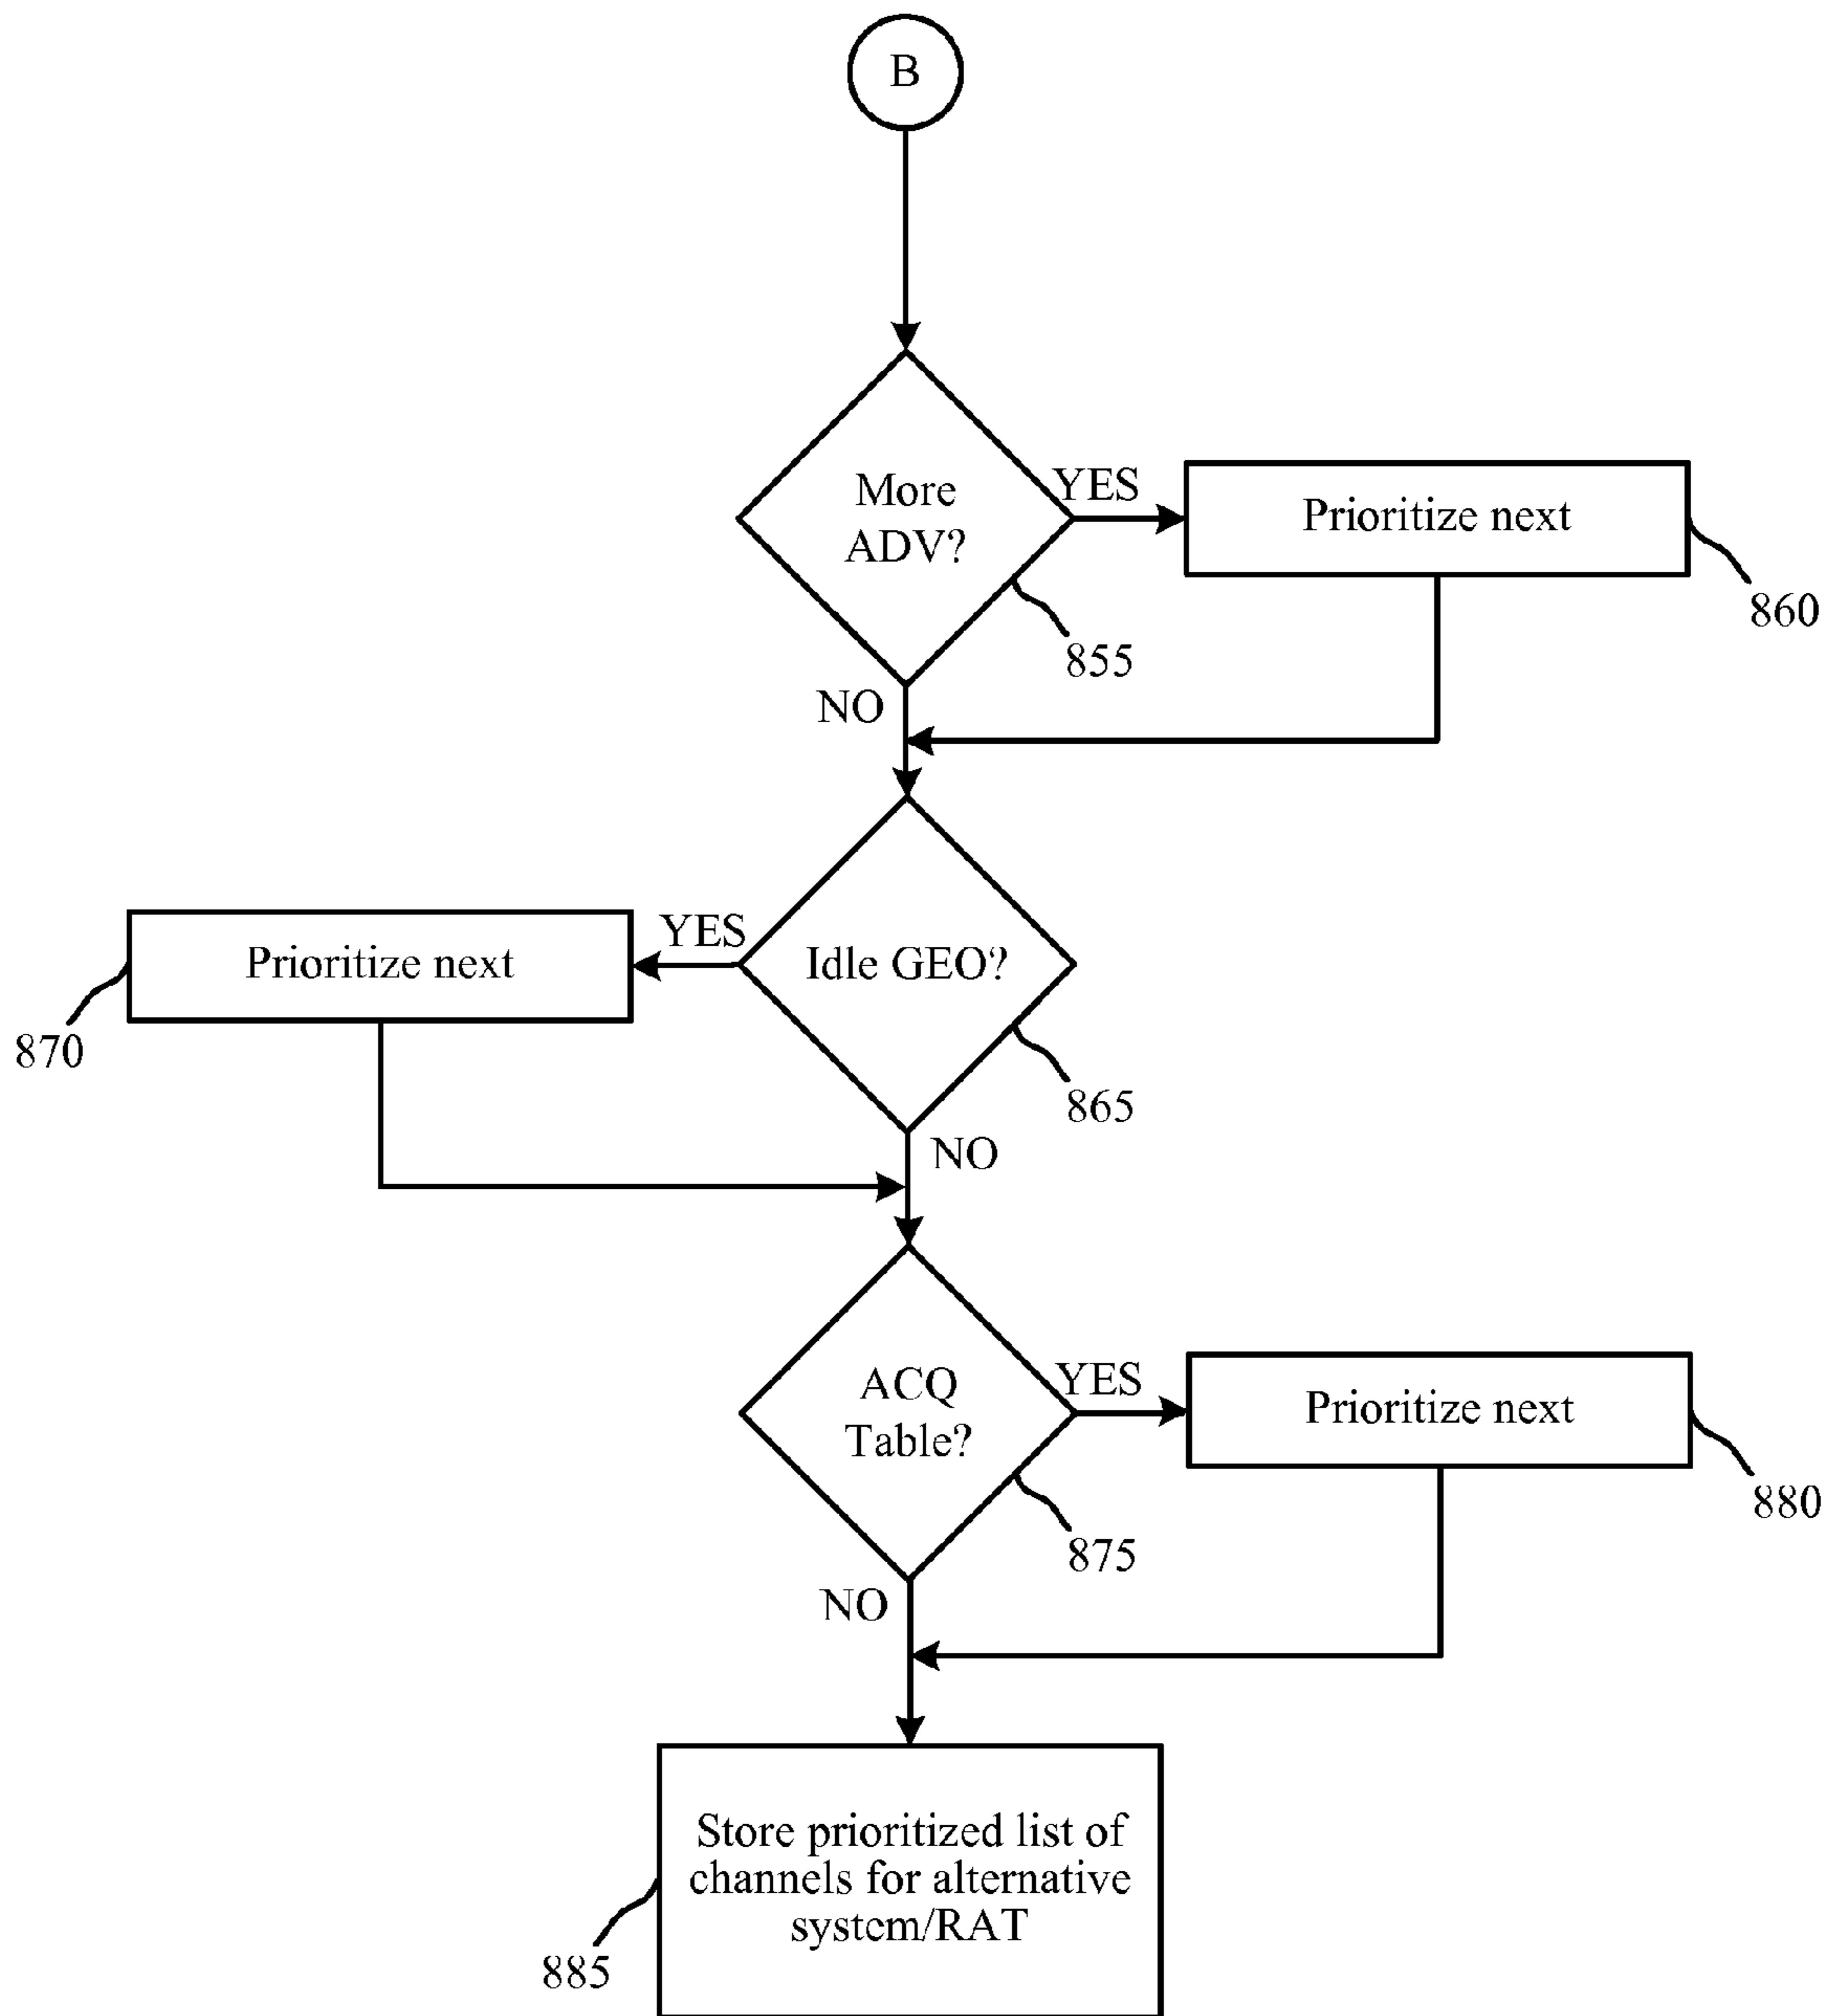 B
More
ADV?
YES
Prioritize next
860
855
NO
Idle GEO?
YES
Prioritize next
870
865
NO
ACQ
Table?
YES
Prioritize next
880
875
NO
Store prioritized list of
channels for alternative
system/RAT
885